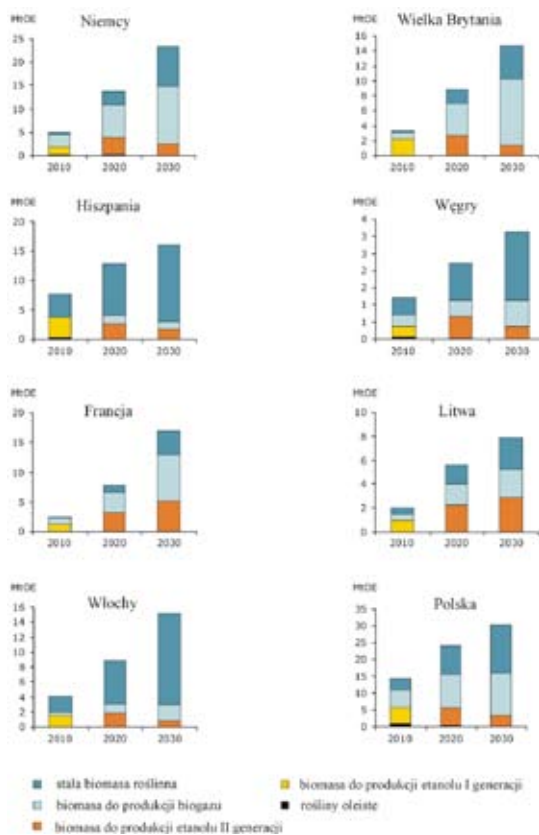 MtOE
Niemcy
25
20
15
10
5
0
2010 2020 2030
MtOE
Wielka Brytania
16
14
12
10
8
6
4
2
0
2010 2020 2030
MtOE
Hiszpania
20
15
10
5
0
2010 2020 2030
MtOE
Węgry
4
3
3
2
2
1
1
0
2010 2020 2030
MtOE
Francja
20
15
10
5
0
2010 2020 2030
MtOE
Litwa
10
8
6
4
2
0
2010 2020 2030
MtOE
Włochy
16
14
12
10
8
6
4
2
0
2010 2020 2030
MtOE
Polska
35
30
25
20
15
10
5
0
2010 2020 2030
stała biomasa roślinna
biomasa do produkcji biogazu
biomasa do produkcji etanolu II generacji
biomasa do produkcji etanolu I generacji
rośliny oleiste